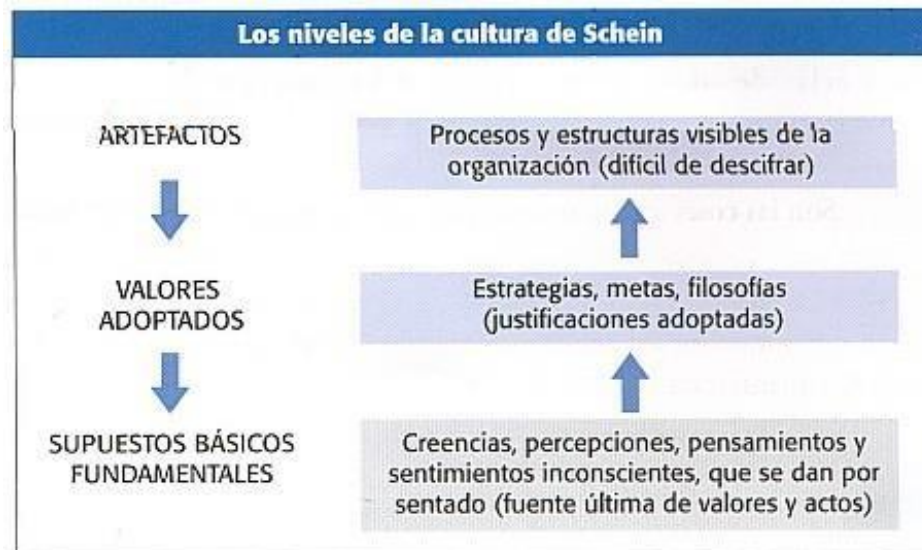 Los niveles de la cultura de Schein
ARTEFACTOS
Procesos y estructuras visibles de la
organización (difícil de descifrar)
VALORES
ADOPTADOS
Estrategias, metas, filosofías
(justificaciones adoptadas)
SUPUESTOS BÁSICOS
FUNDAMENTALES
Creencias, percepciones, pensamientos y
sentimientos inconscientes, que se dan por
sentado (fuente última de valores y actos)